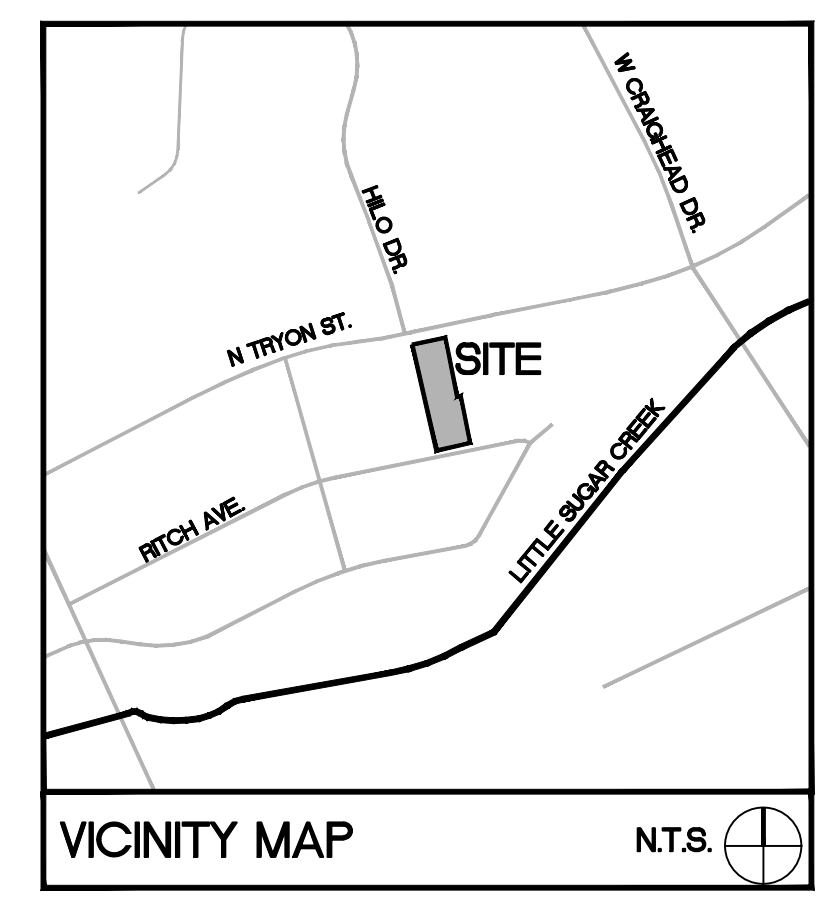 W CRAIGHEAD DR.
HILO DR.
N TRYON ST.
SITE
LITTLE SUGAR CREEK
RITCH AVE.
VICINITY MAP
N.T.S.